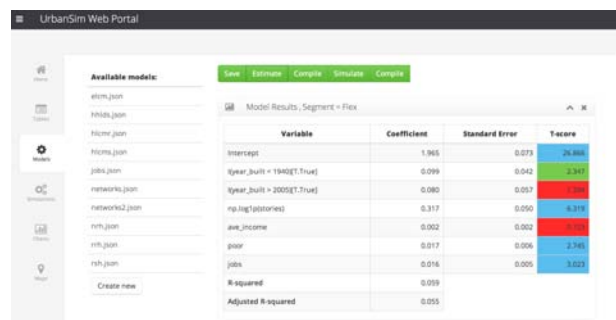 UrbanSim Web Portal
Home
Tables
Models
Simulations
Charts
Maps
Available models:
elcm.json
hhlds.json
hlcmr.json
hlcms.json
jobs.json
networks.json
networks2.json
nrh.json
rrh.json
rsh.json
Create new
Save Estimate Compile Simulate Compile
Model Results , Segment = Flex
Variable Coefficient Standard Error T-score
Intercept 1.965 0.073 26.866
I(year_built < 1940)[T.True] 0.099 0.042 2.347
I(year_built > 2005)[T.True] 0.080 0.057
np.log1p(stories) 0.317 0.050 6.319
ave_income 0.002 0.002
poor 0.017 0.006 2.745
jobs 0.016 0.005 3.023
R-squared 0.059
Adjusted R-squared 0.055